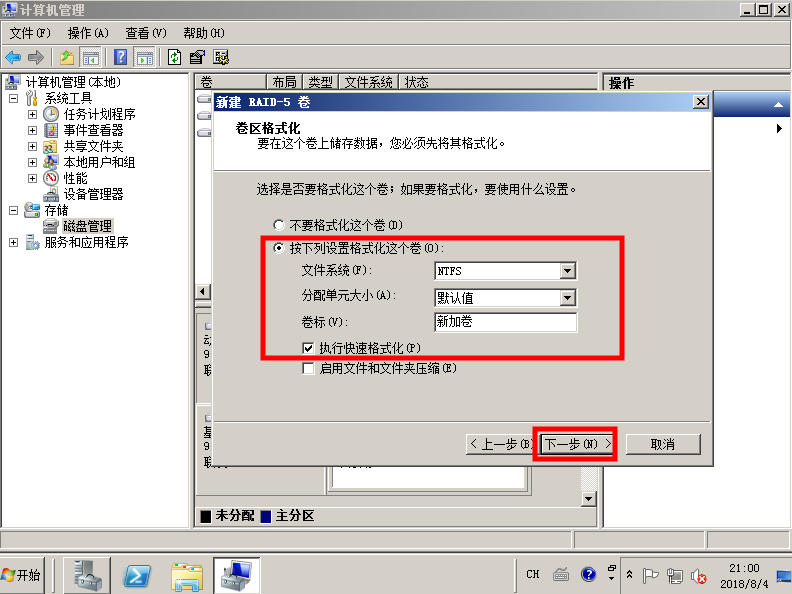 计算机管理
文件(F) 操作(A) 查看(V) 帮助(H)
计算机管理(本地)
系统工具
任务计划程序
事件查看器
共享文件夹
本地用户和组
性能
设备管理器
存储
磁盘管理
服务和应用程序
卷 布局 类型 文件系统 状态
操作
新建 RAID-5 卷
卷区格式化
要在这个卷上储存数据，您必须先将其格式化。
选择是否要格式化这个卷；如果要格式化，要使用什么设置。
不要格式化这个卷(D)
按下列设置格式化这个卷(O):
文件系统(F): NTFS
分配单元大小(A): 默认值
卷标(V): 新加卷
执行快速格式化(P)
启用文件和文件夹压缩(E)
< 上一步(B) 下一步(N) > 取消
动
9
联
基
9
未分配 主分区
开始
CH
21:00
2018/8/4